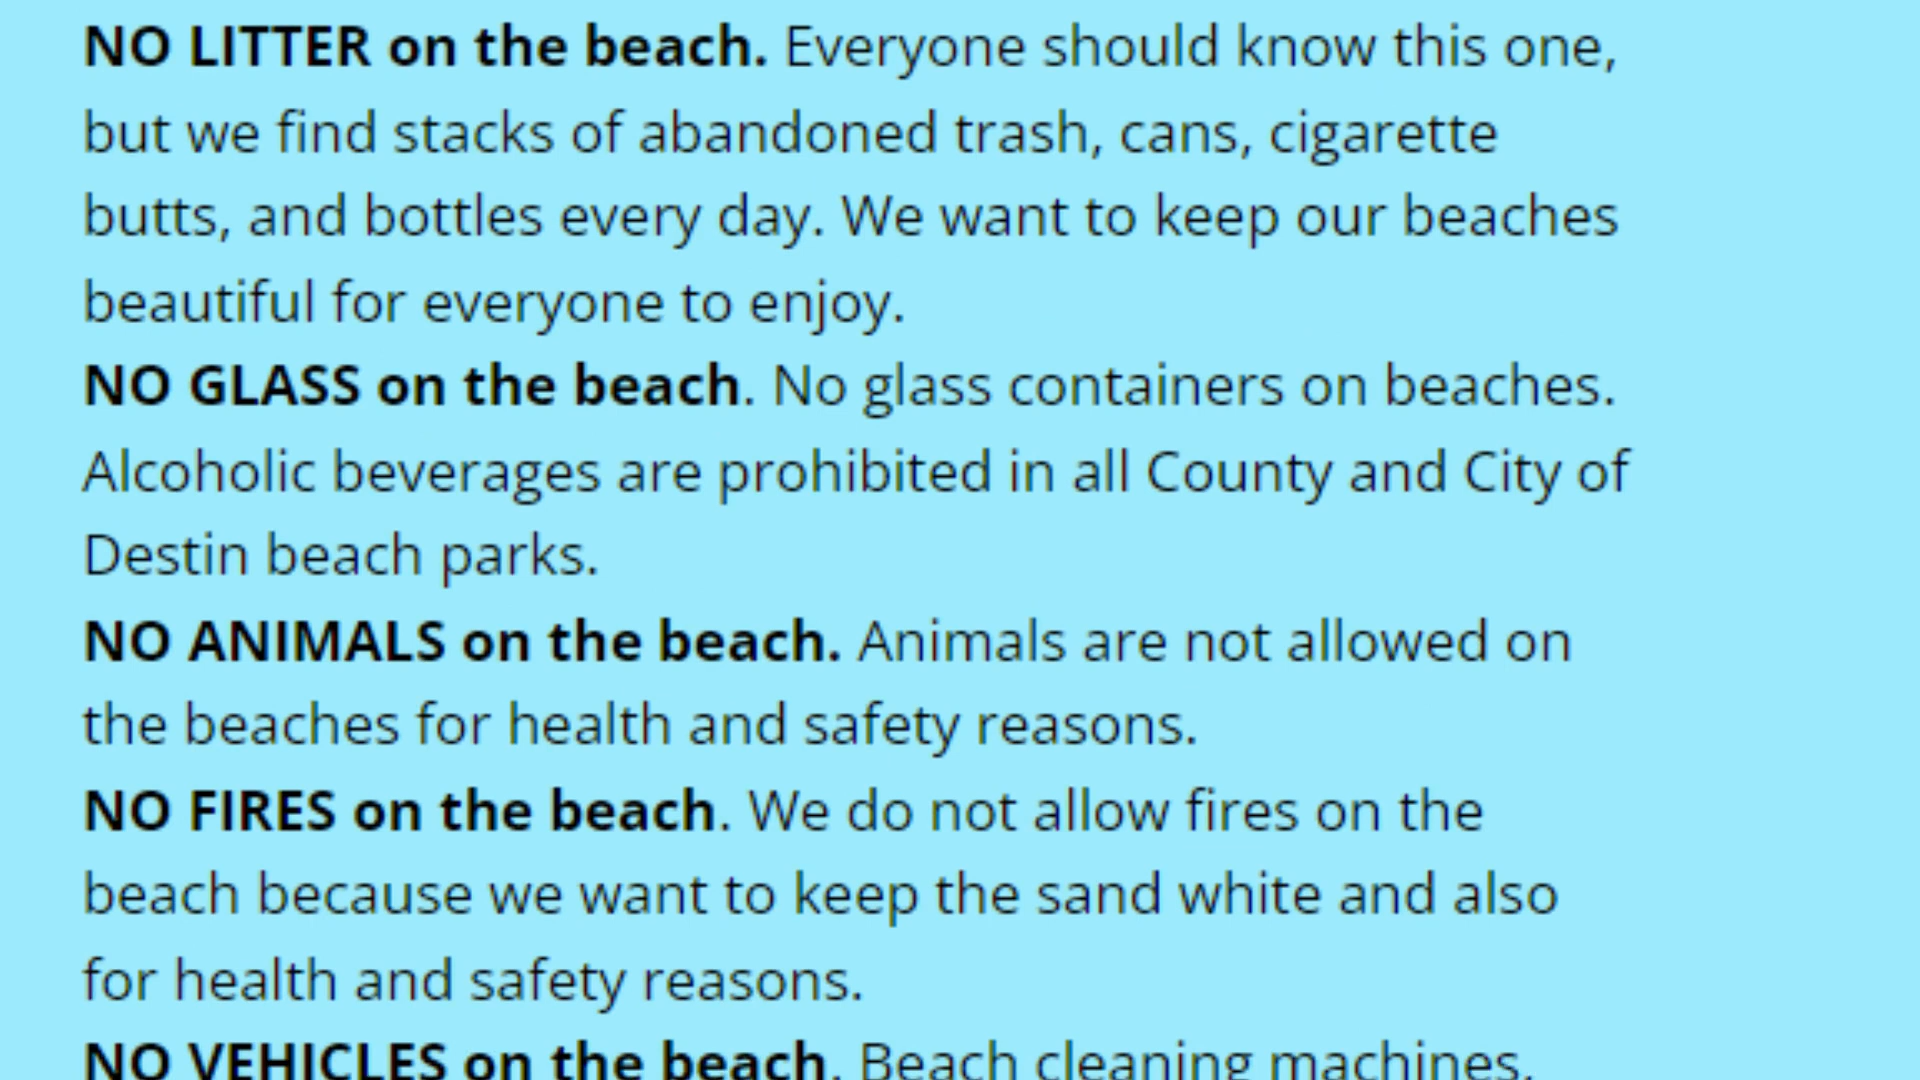 NO LITTER on the beach. Everyone should know this one,
but we find stacks of abandoned trash, cans, cigarette
butts, and bottles every day. We want to keep our beaches
beautiful for everyone to enjoy.
NO GLASS on the beach. No glass containers on beaches.
Alcoholic beverages are prohibited in all County and City of
Destin beach parks.
NO ANIMALS on the beach. Animals are not allowed on
the beaches for health and safety reasons.
NO FIRES on the beach. We do not allow fires on the
beach because we want to keep the sand white and also
for health and safety reasons.
NO VEHICLES on the beach. Beach cleaning machines,